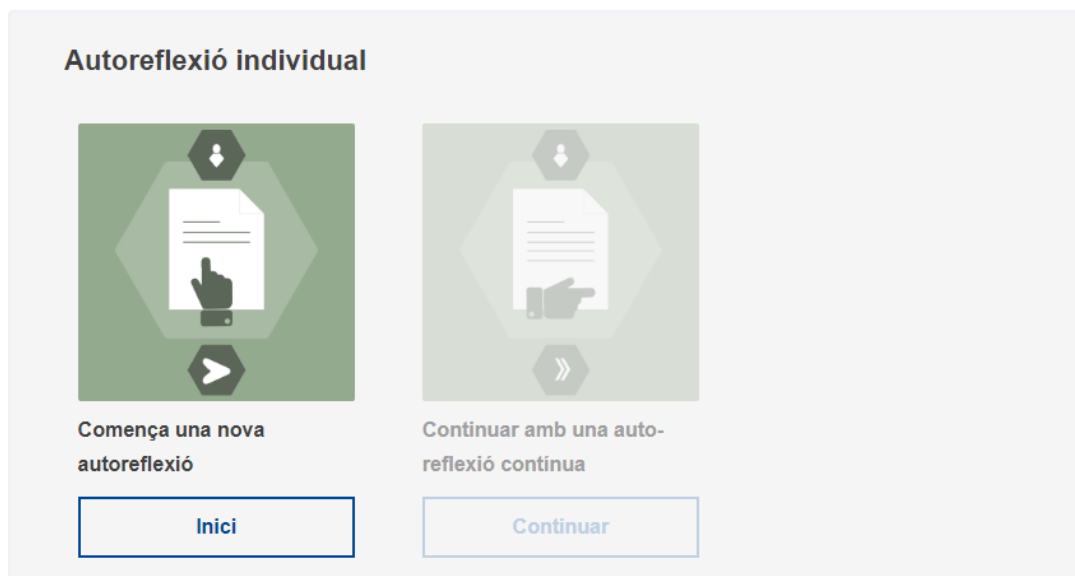 Autoreflexió individual
Comença una nova
autoreflexió
Inici
Continuar amb una auto-
reflexió contínua
Continuar